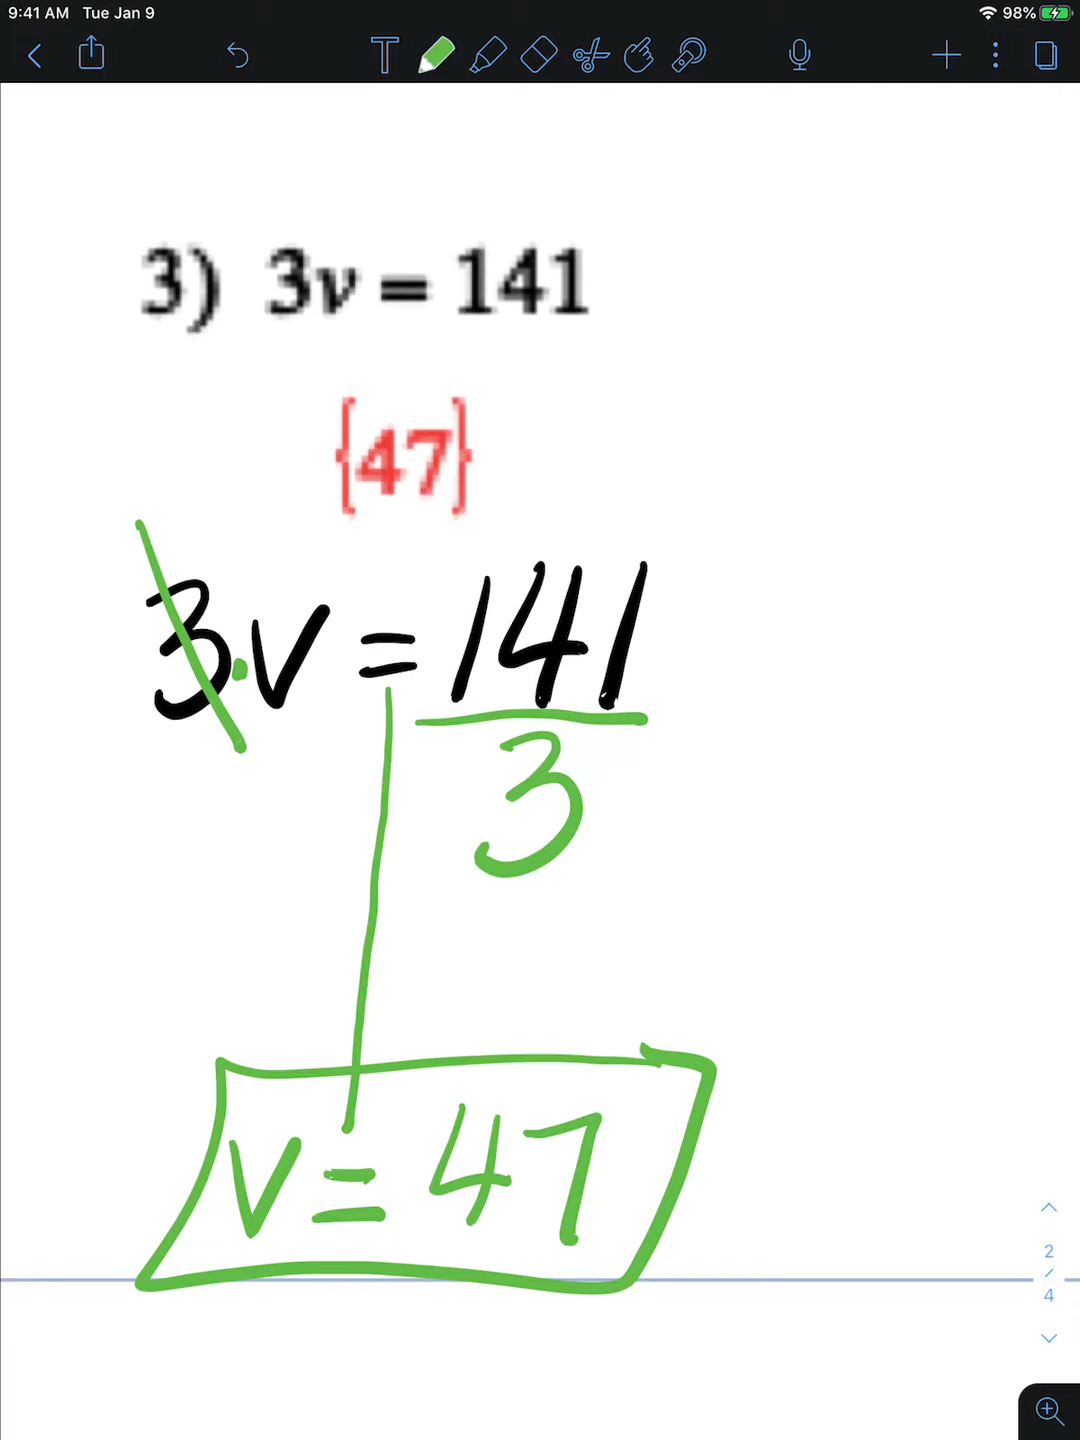 9:41 AM Tue Jan 9 98%
T
3) 3v = 141
{47}
3·v = 141
3
v = 47
2
/
4